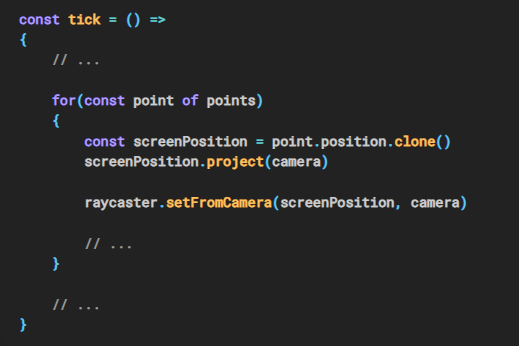 const tick = () =>
{
    // ...

    for(const point of points)
    {
        const screenPosition = point.position.clone()
        screenPosition.project(camera)

        raycaster.setFromCamera(screenPosition, camera)

        // ...
    }

    // ...
}